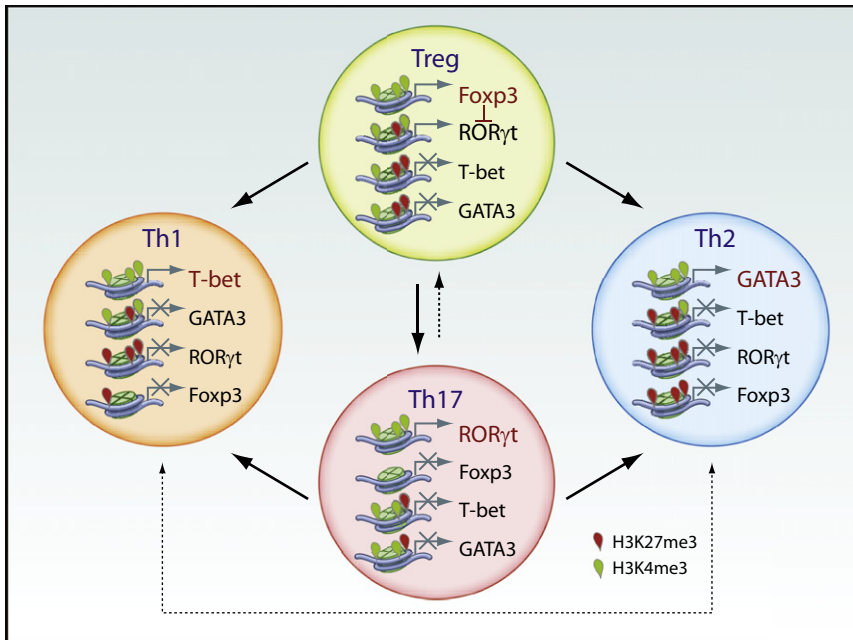 Treg
Foxp3
RORγt
T-bet
GATA3
Th1
T-bet
GATA3
RORγt
Foxp3
Th2
GATA3
T-bet
RORγt
Foxp3
Th17
RORγt
Foxp3
T-bet
GATA3
H3K27me3
H3K4me3